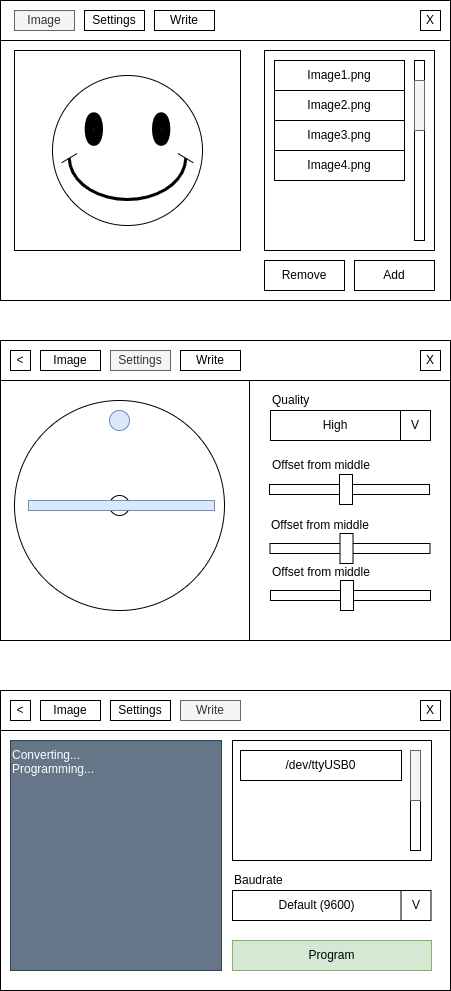 Image Settings Write X
Image1.png
Image2.png
Image3.png
Image4.png
Remove Add
< Image Settings Write X
Quality
High V
Offset from middle
Offset from middle
Offset from middle
< Image Settings Write X
Converting...
Programming...
/dev/ttyUSB0
Baudrate
Default (9600) V
Program